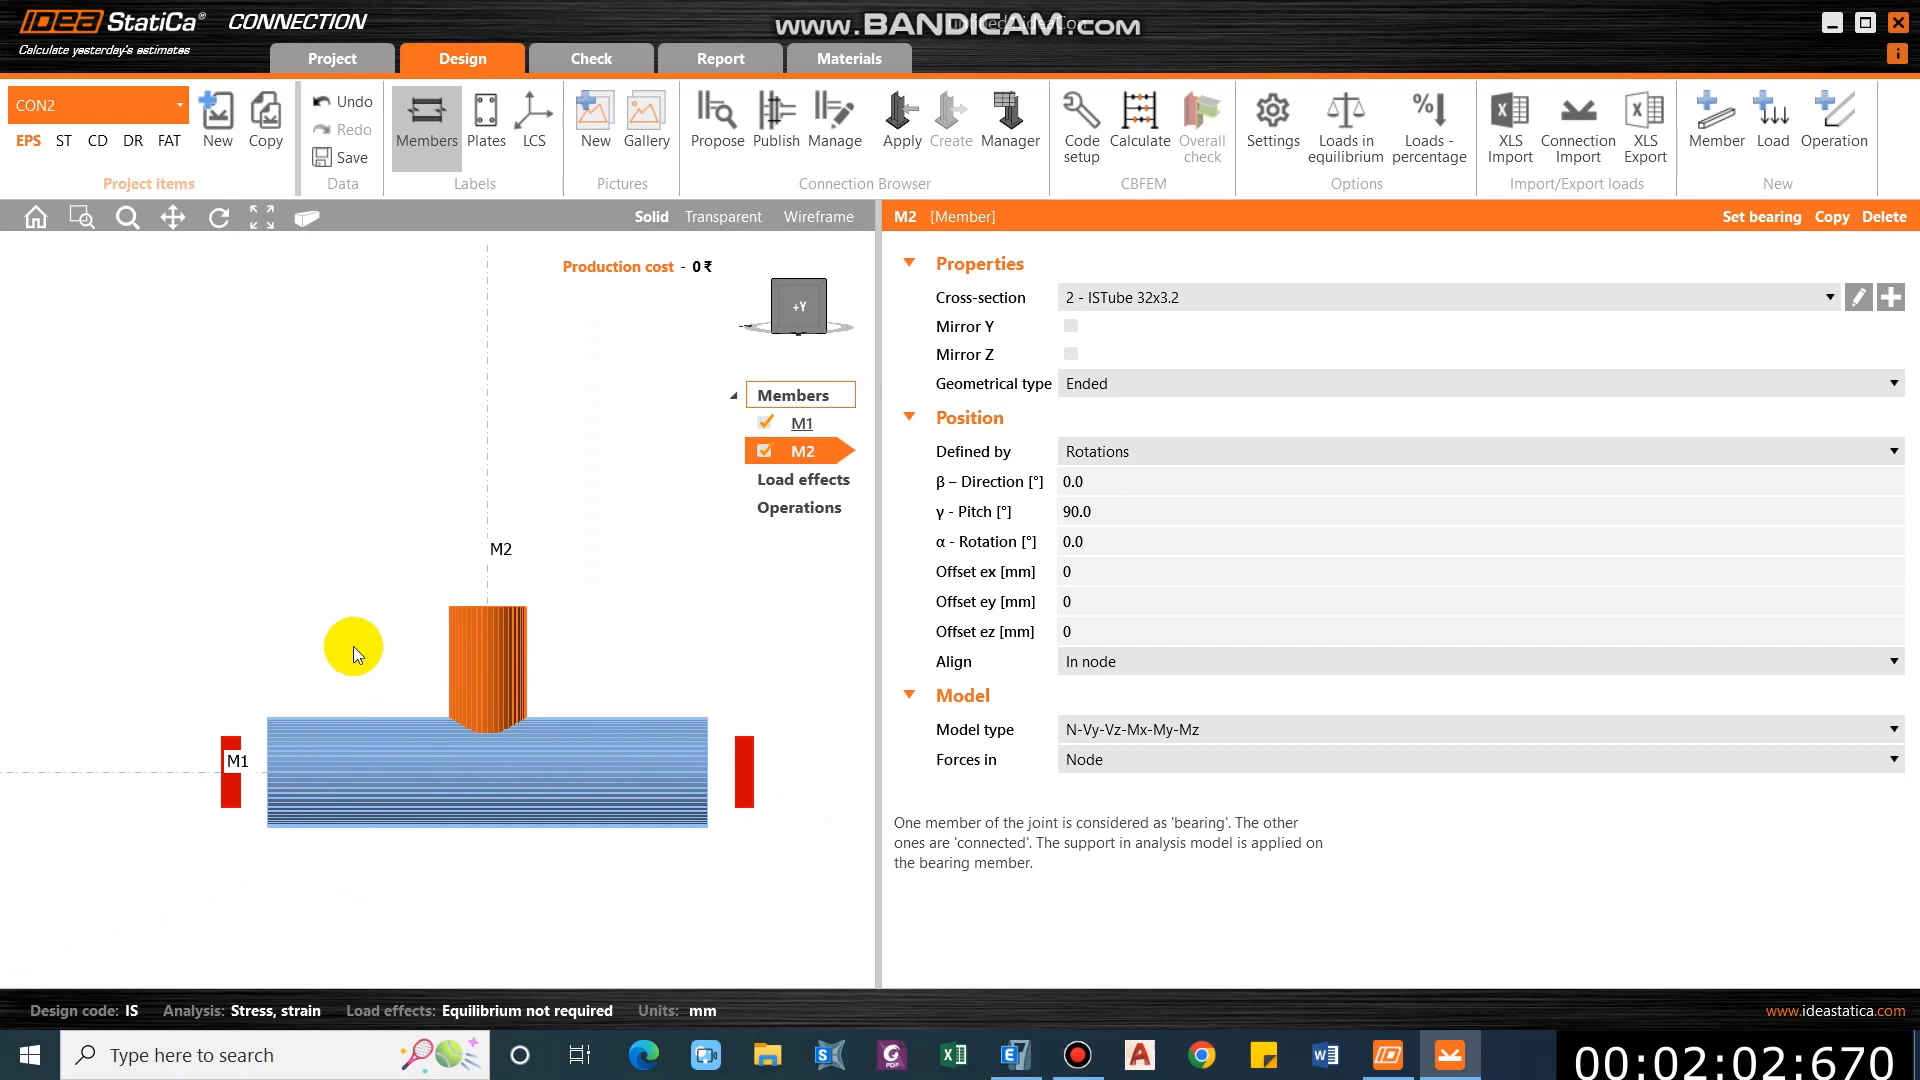 IDEA StatiCa® CONNECTION
Calculate yesterday's estimates
www.BANDICAM.com
Project Design Check Report Materials
CON2
EPS ST CD DR FAT
New Copy
Project items
Undo
Redo
Save
Data
Members Plates LCS
Labels
New Gallery
Pictures
Propose Publish Manage Apply Create Manager
Connection Browser
Code setup Calculate Overall check
CBFEM
Settings Loads in equilibrium Loads - percentage
Options
XLS Import Connection Import XLS Export
Import/Export loads
Member Load Operation
New
Solid Transparent Wireframe
M2 [Member] Set bearing Copy Delete
Production cost - 0 ₹
+Y
Members
M1
M2
Load effects
Operations
M2
M1
Properties
Cross-section 2 - ISTube 32x3.2
Mirror Y
Mirror Z
Geometrical type Ended
Position
Defined by Rotations
β – Direction [°] 0.0
γ - Pitch [°] 90.0
α - Rotation [°] 0.0
Offset ex [mm] 0
Offset ey [mm] 0
Offset ez [mm] 0
Align In node
Model
Model type N-Vy-Vz-Mx-My-Mz
Forces in Node
One member of the joint is considered as 'bearing'. The other
ones are 'connected'. The support in analysis model is applied on
the bearing member.
Design code: IS Analysis: Stress, strain Load effects: Equilibrium not required Units: mm
www.ideastatica.com
Type here to search
00:02:02:670